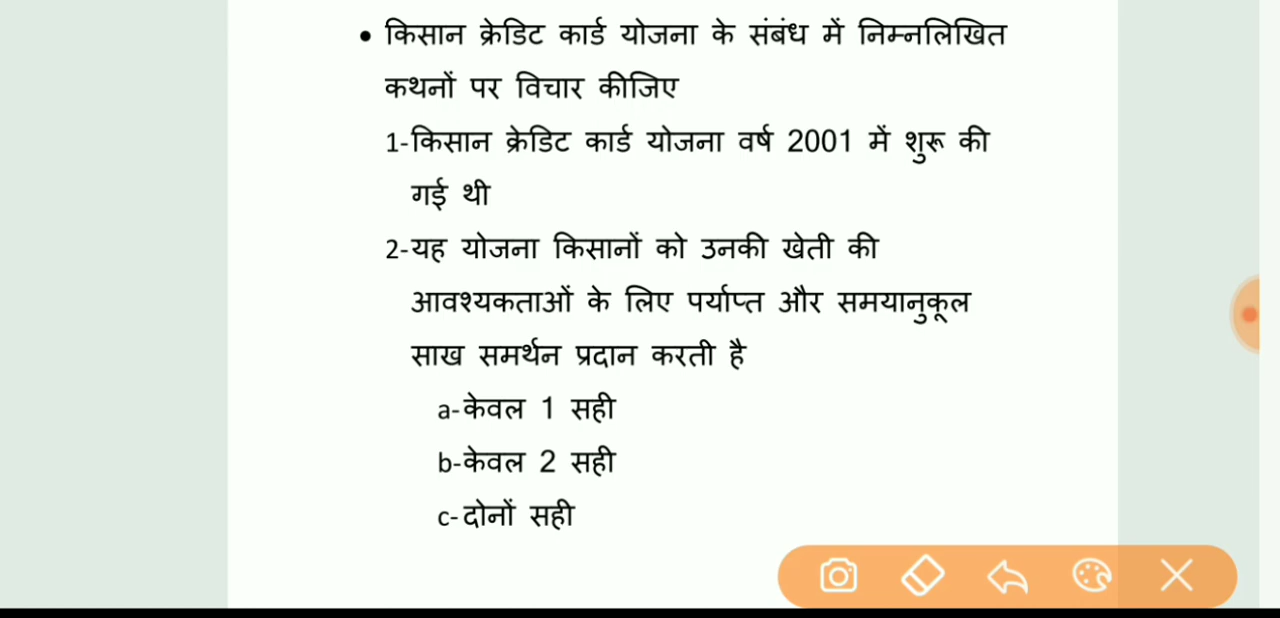 • किसान क्रेडिट कार्ड योजना के संबंध में निम्नलिखित
कथनों पर विचार कीजिए
1-किसान क्रेडिट कार्ड योजना वर्ष 2001 में शुरू की
गई थी
2-यह योजना किसानों को उनकी खेती की
आवश्यकताओं के लिए पर्याप्त और समयानुकूल
साख समर्थन प्रदान करती है
a-केवल 1 सही
b-केवल 2 सही
c-दोनों सही